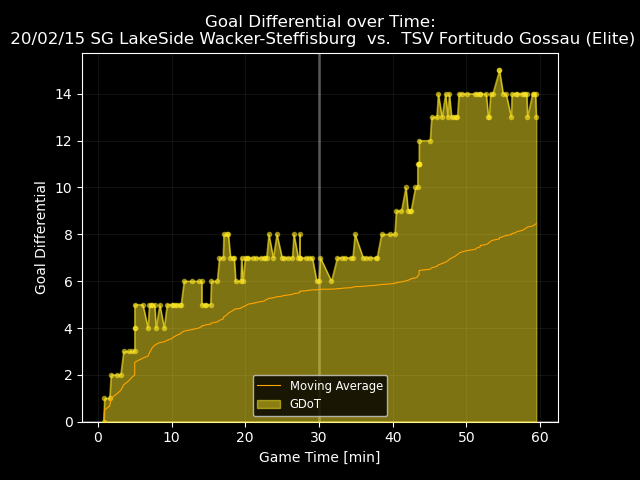 Goal Differential over Time:
20/02/15 SG LakeSide Wacker-Steffisburg vs. TSV Fortitudo Gossau (Elite)
14
12
10
8
6
4
2
0
Goal Differential
Moving Average
GDoT
0 10 20 30 40 50 60
Game Time [min]